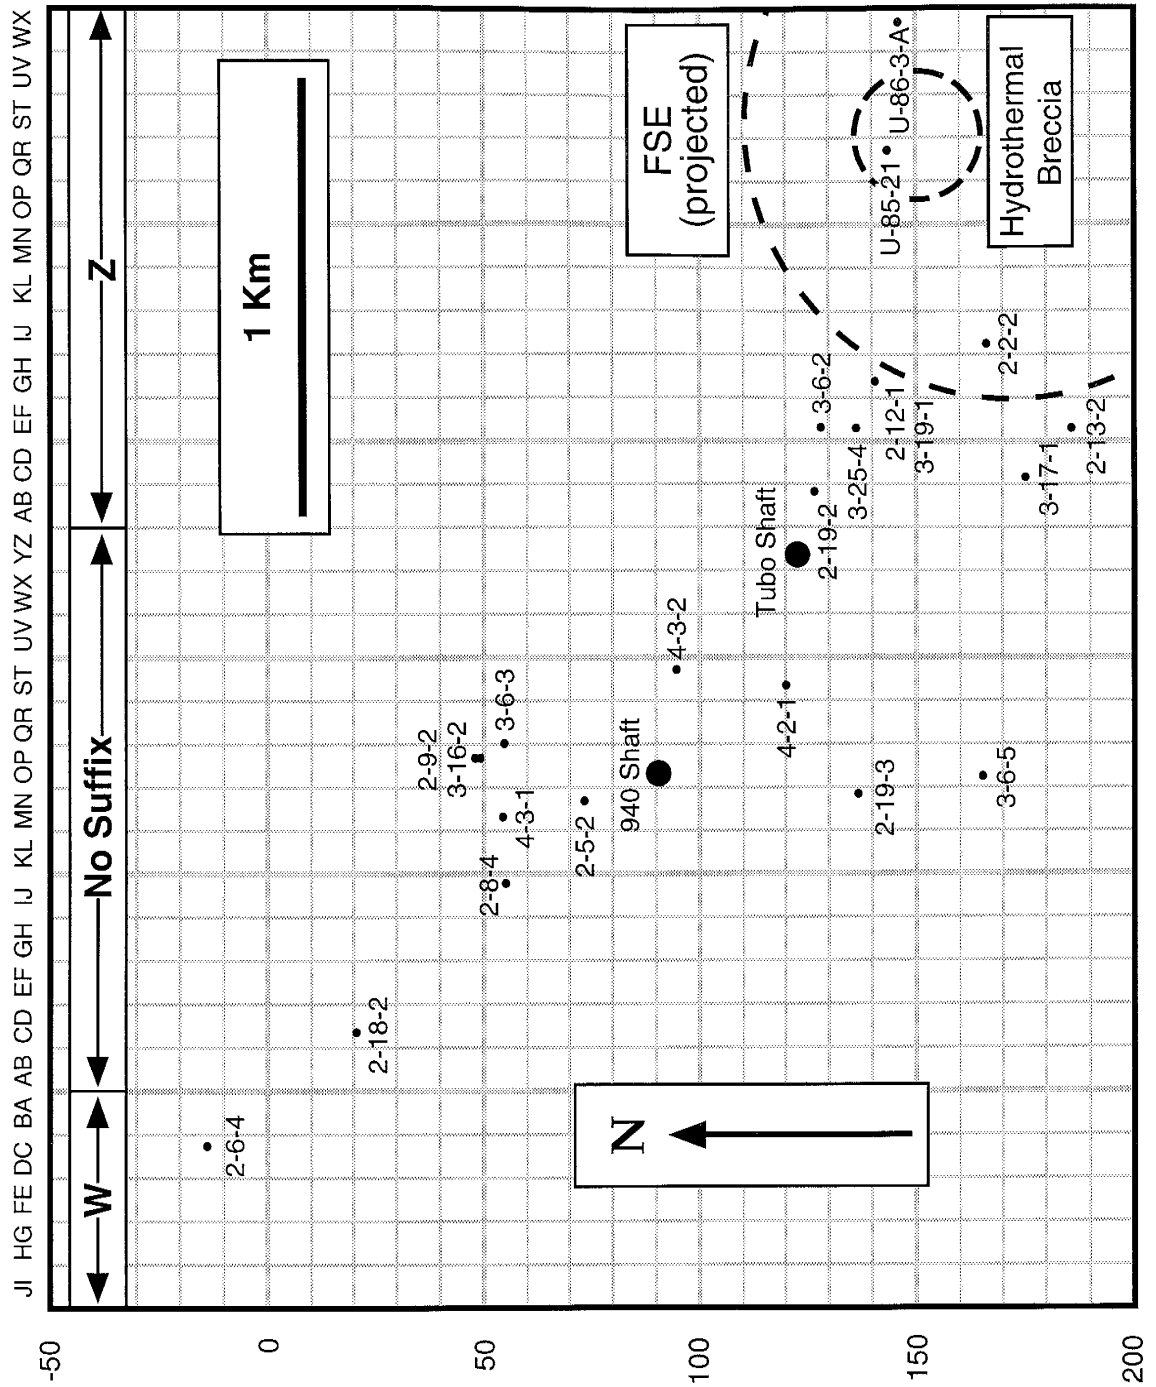 JI HG FE DC BA AB CD EF GH IJ KL MN OP QR ST UV WX YZ AB CD EF GH IJ KL MN OP QR ST UV WX
W
No Suffix
Z
-50
0
50
100
150
200
1 Km
N
FSE
(projected)
Hydrothermal
Breccia
2-6-4
2-18-2
2-9-2
3-16-2
3-6-3
2-8-4
4-3-1
2-5-2
940 Shaft
4-3-2
4-2-1
2-19-3
3-6-5
Tubo Shaft
2-19-2
3-6-2
3-25-4
2-12-1
3-19-1
3-17-1
2-13-2
2-2-2
U-85-21
U-86-3-A